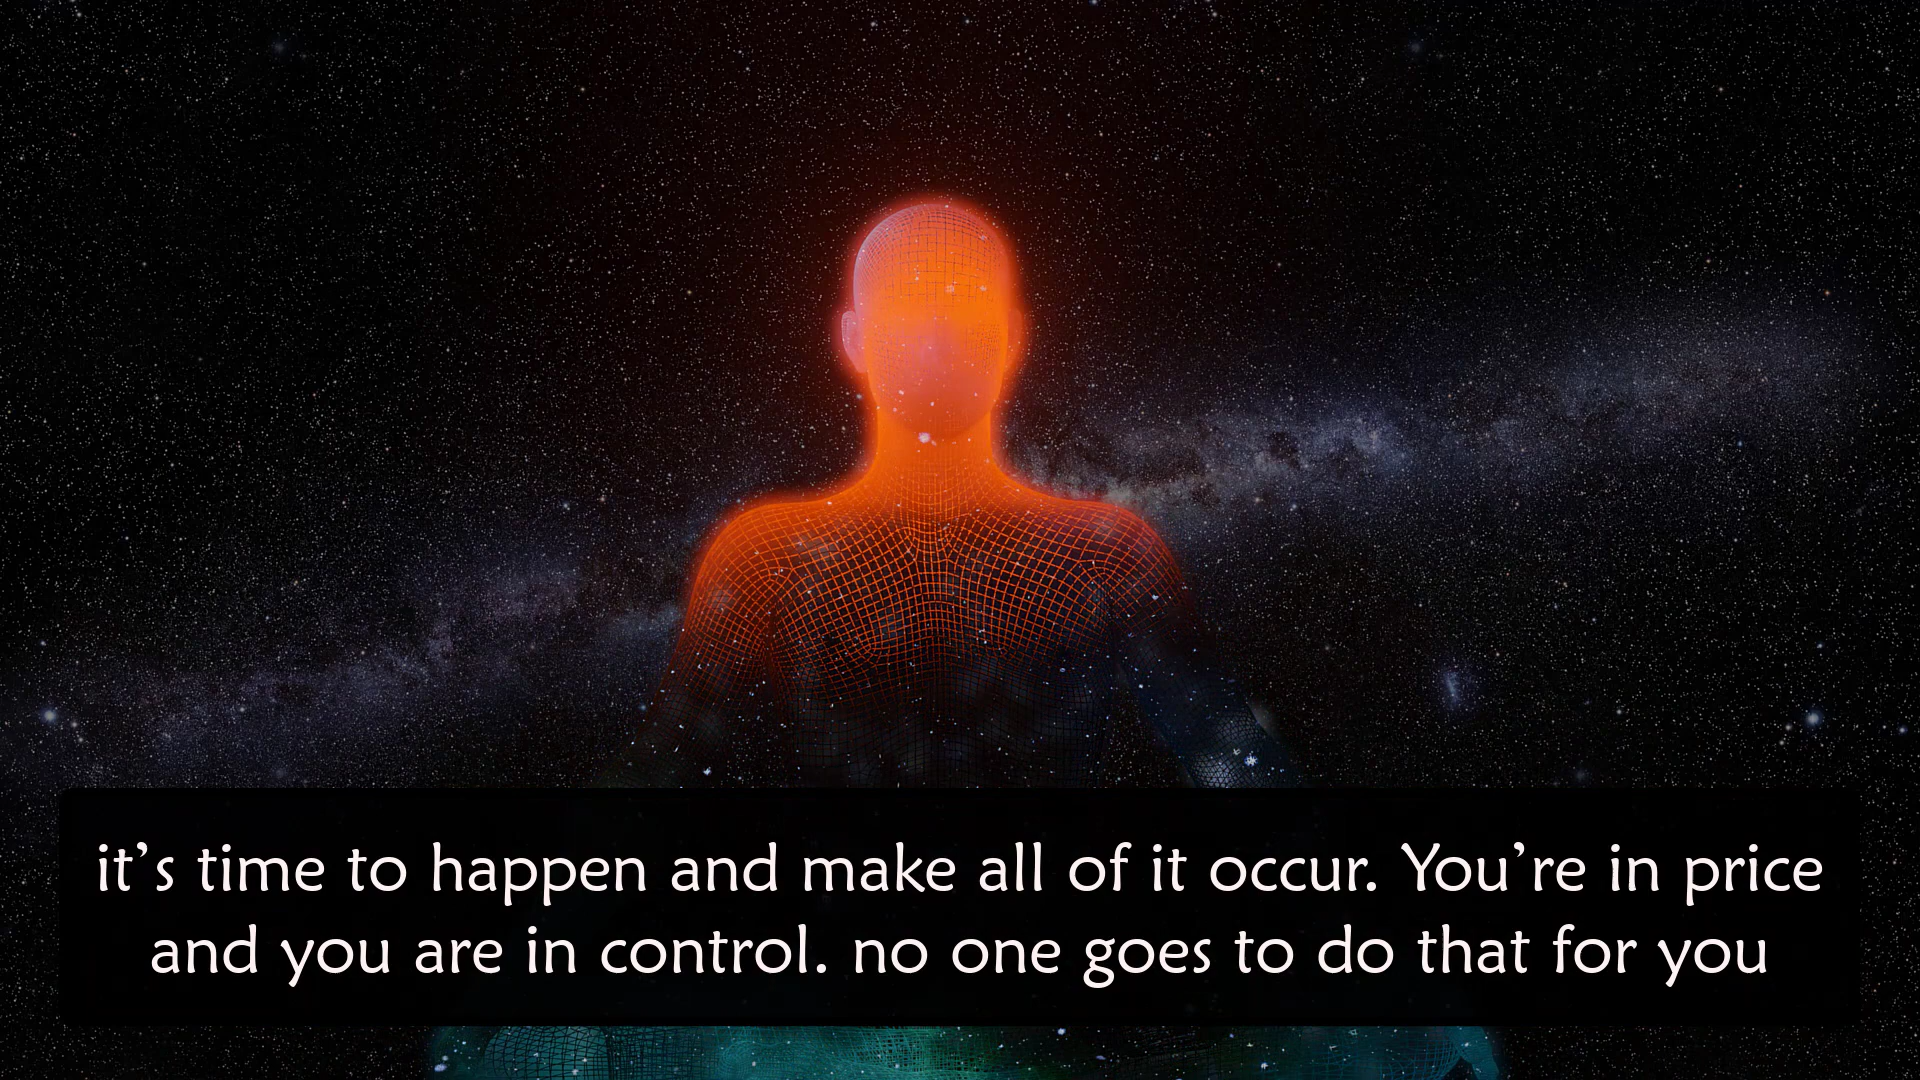 it's time to happen and make all of it occur. You're in price
and you are in control. no one goes to do that for you